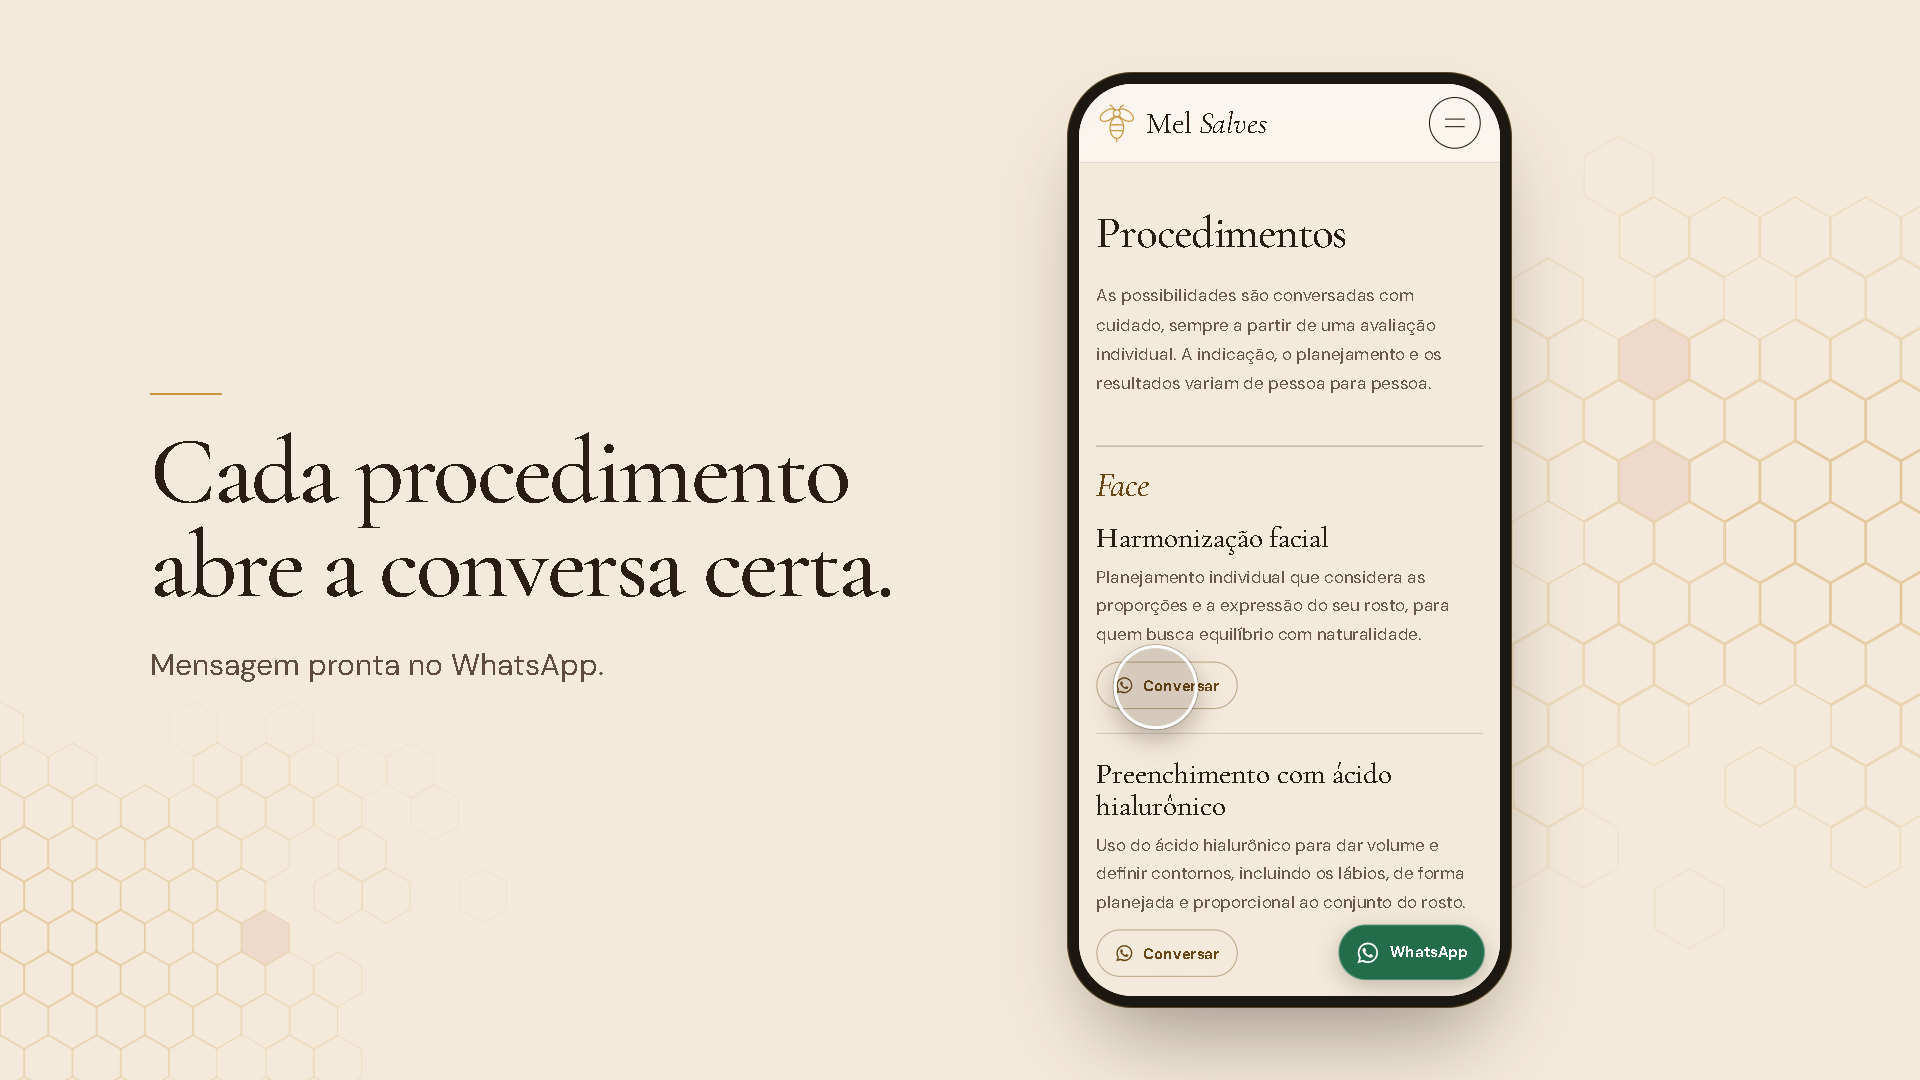 Cada procedimento
abre a conversa certa.
Mensagem pronta no WhatsApp.
Mel Salves
Procedimentos
As possibilidades são conversadas com
cuidado, sempre a partir de uma avaliação
individual. A indicação, o planejamento e os
resultados variam de pessoa para pessoa.
Face
Harmonização facial
Planejamento individual que considera as
proporções e a expressão do seu rosto, para
quem busca equilíbrio com naturalidade.
Conversar
Preenchimento com ácido
hialurônico
Uso do ácido hialurônico para dar volume e
definir contornos, incluindo os lábios, de forma
planejada e proporcional ao conjunto do rosto.
Conversar
WhatsApp